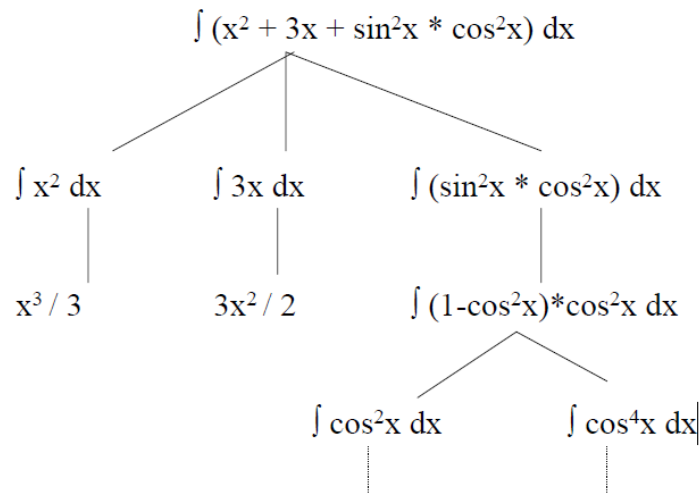 ∫ (x² + 3x + sin²x * cos²x) dx
∫ x² dx ∫ 3x dx ∫ (sin²x * cos²x) dx
x³ / 3 3x² / 2 ∫ (1-cos²x)*cos²x dx
∫ cos²x dx ∫ cos⁴x dx